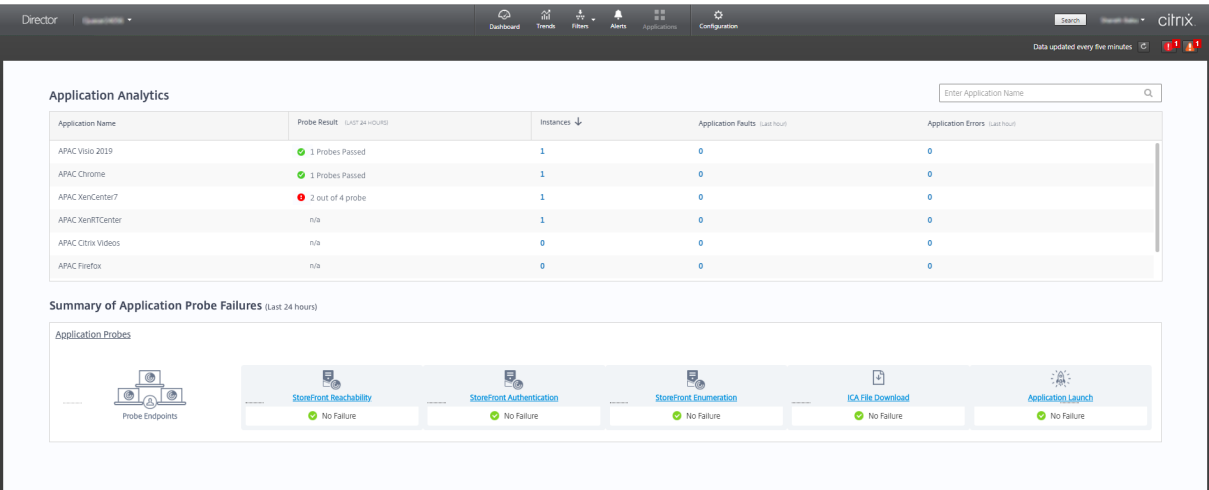 Director
Dashboard Trends Filters Alerts Applications Configuration
Search
citrix
Data updated every five minutes
1 1
Application Analytics
Enter Application Name
Application Name Probe Result (LAST 24 HOURS) Instances Application Faults (Last hour) Application Errors (Last hour)
APAC Visio 2019 1 Probes Passed 1 0 0
APAC Chrome 1 Probes Passed 1 0 0
APAC XenCenter7 2 out of 4 probe 1 0 0
APAC XenRTCenter n/a 1 0 0
APAC Citrix Videos n/a 0 0 0
APAC Firefox n/a 0 0 0
Summary of Application Probe Failures (Last 24 hours)
Application Probes
Probe Endpoints
StoreFront Reachability StoreFront Authentication StoreFront Enumeration ICA File Download Application Launch
No Failure No Failure No Failure No Failure No Failure